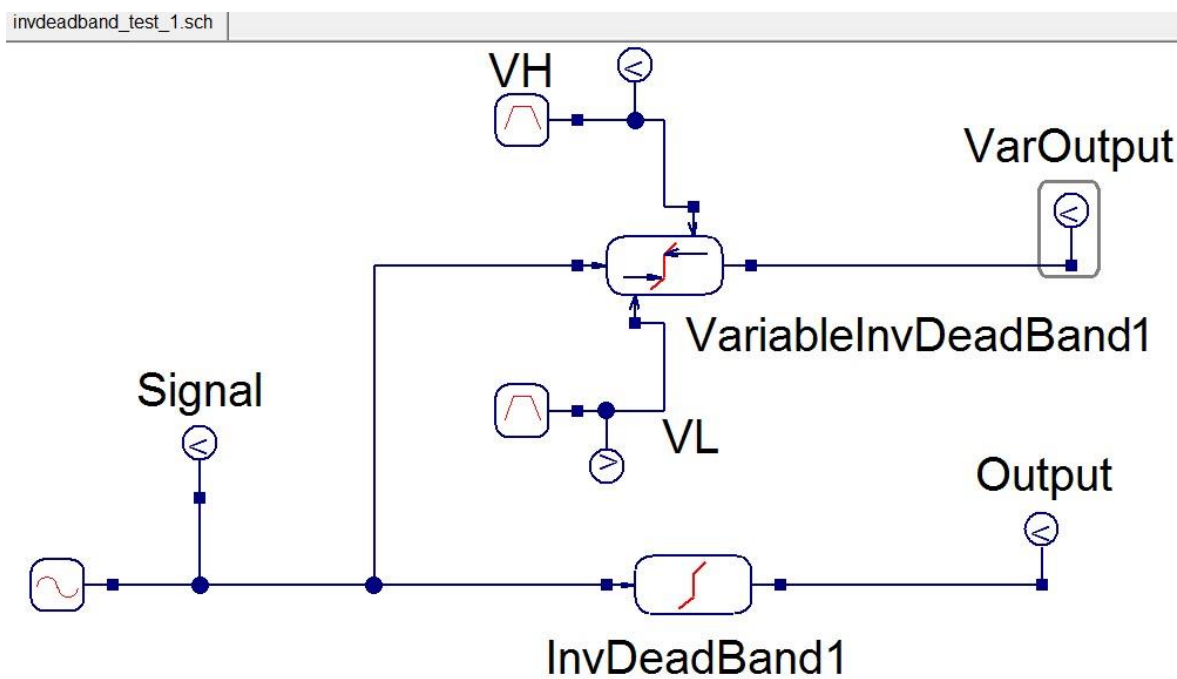 invdeadband_test_1.sch
VH
VarOutput
VariableInvDeadBand1
Signal
VL
Output
InvDeadBand1